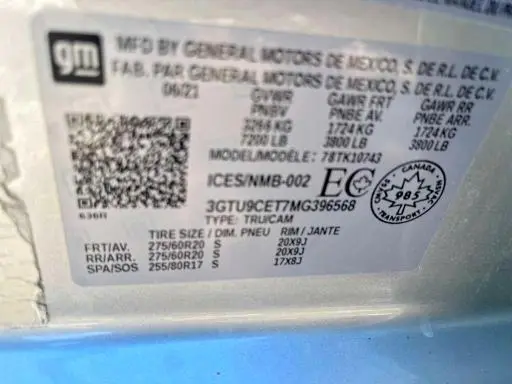 gm
MFD BY GENERAL MOTORS DE MEXICO, S. DE R.L. DE C.V.
FAB. PAR GENERAL MOTORS DE MEXICO, S. DE R.L. DE C.V.
06/21 GVWR GAWR FRT GAWR RR
PNBV PNBE AV. PNBE ARR.
3266 KG 1724 KG 1724 KG
7200 LB 3800 LB 3800 LB
MODEL/MODÈLE: 78TK10743
ICES/NMB-002 EC
CANADA
985
TRANSPORT
636R
3GTU9CET7MG396568
TYPE: TRU/CAM
TIRE SIZE / DIM. PNEU RIM / JANTE
FRT/AV. 275/60R20 S 20X9J
RR/ARR. 275/60R20 S 20X9J
SPA/SOS 255/80R17 S 17X8J